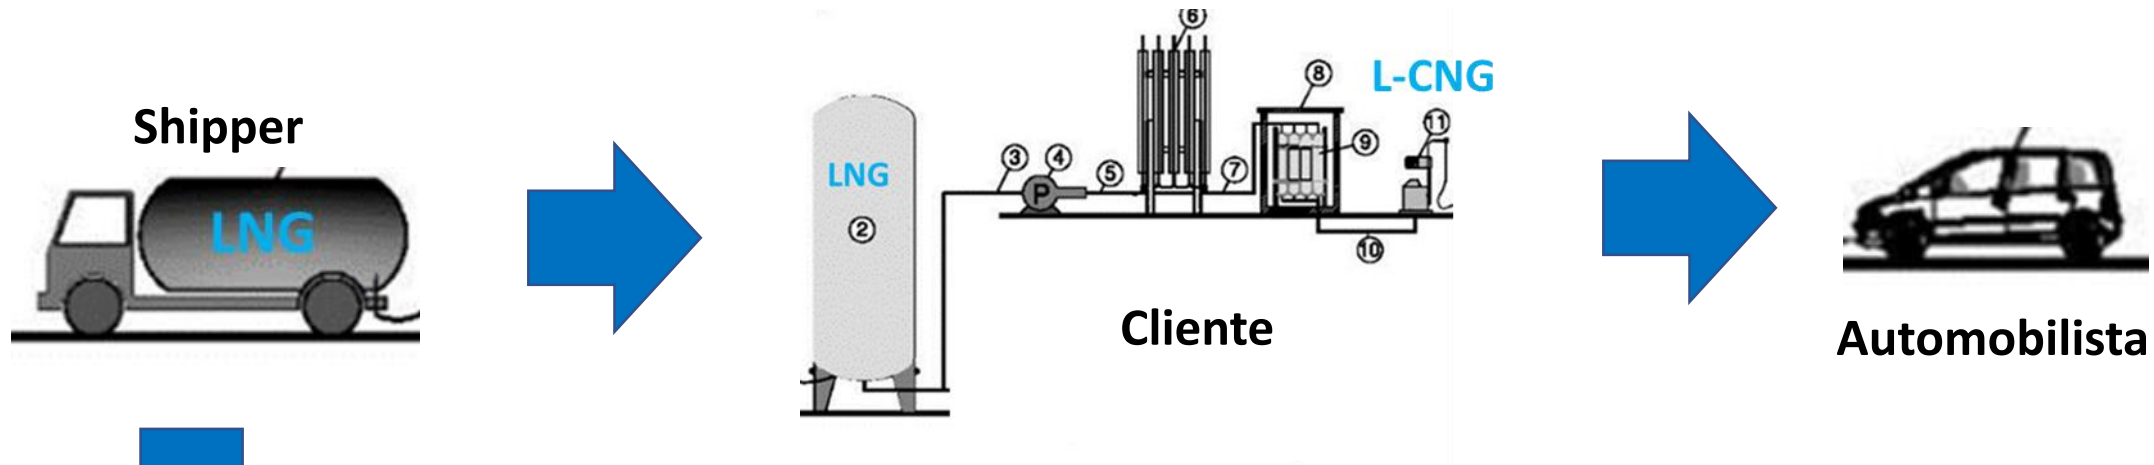 Shipper
LNG
LNG
2
3
4
P
5
6
7
8
9
10
11
L-CNG
Cliente
Automobilista